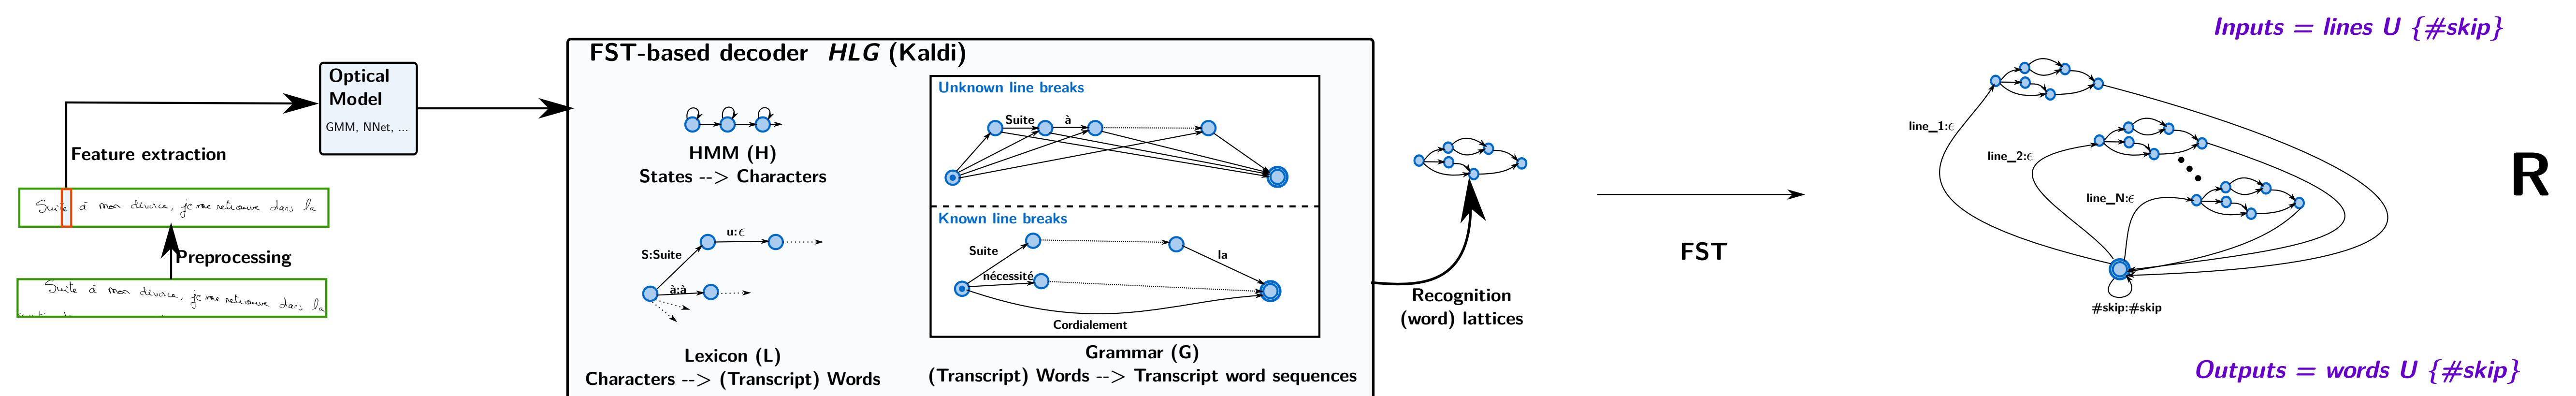 Inputs = lines U {#skip}
FST-based decoder HLG (Kaldi)
Optical
Model
GMM, NNet, ...
Feature extraction
Suite à mon divorce, je me retrouve dans la
Preprocessing
Suite à mon divorce, je me retrouve dans la
HMM (H)
States --> Characters
S:Suite
u:ϵ
à:à
Lexicon (L)
Characters --> (Transcript) Words
Unknown line breaks
Suite
à
Known line breaks
Suite
nécessité
la
Cordialement
Grammar (G)
(Transcript) Words --> Transcript word sequences
Recognition
(word) lattices
FST
line_1:ϵ
line_2:ϵ
line_N:ϵ
#skip:#skip
R
Outputs = words U {#skip}